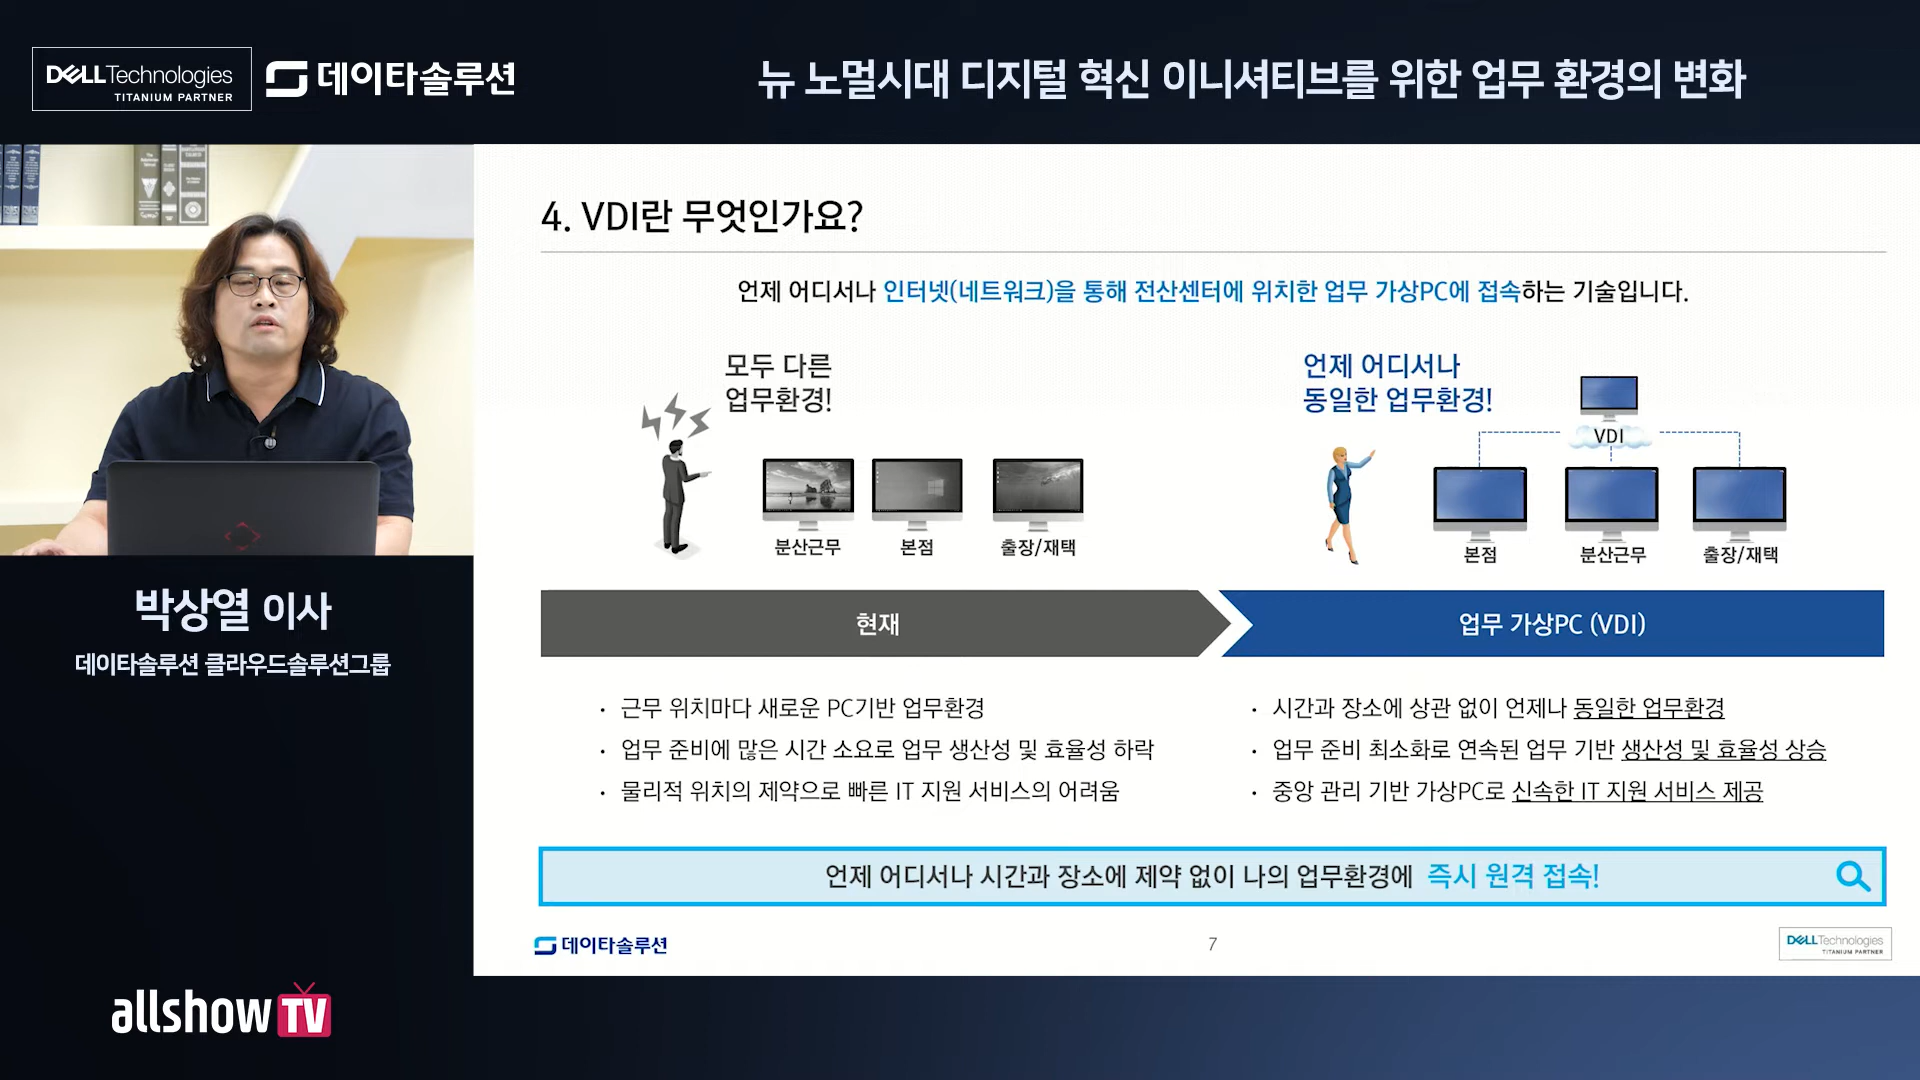 DELL Technologies
TITANIUM PARTNER
데이타솔루션
뉴 노멀시대 디지털 혁신 이니셔티브를 위한 업무 환경의 변화
박상열 이사
데이타솔루션 클라우드솔루션그룹
allshow TV
4. VDI란 무엇인가요?
언제 어디서나 인터넷(네트워크)을 통해 전산센터에 위치한 업무 가상PC에 접속하는 기술입니다.
모두 다른
업무환경!
분산근무
본점
출장/재택
언제 어디서나
동일한 업무환경!
VDI
본점
분산근무
출장/재택
현재
업무 가상PC (VDI)
· 근무 위치마다 새로운 PC기반 업무환경
· 업무 준비에 많은 시간 소요로 업무 생산성 및 효율성 하락
· 물리적 위치의 제약으로 빠른 IT 지원 서비스의 어려움
· 시간과 장소에 상관 없이 언제나 동일한 업무환경
· 업무 준비 최소화로 연속된 업무 기반 생산성 및 효율성 상승
· 중앙 관리 기반 가상PC로 신속한 IT 지원 서비스 제공
언제 어디서나 시간과 장소에 제약 없이 나의 업무환경에 즉시 원격 접속!
데이타솔루션
7
DELL Technologies
TITANIUM PARTNER